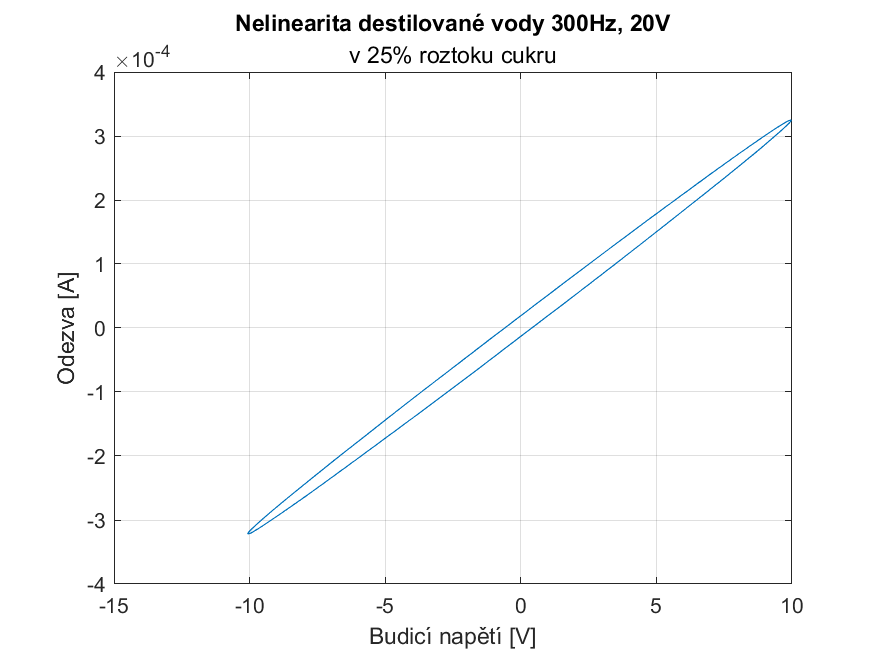 Nelinearita destilované vody 300Hz, 20V
v 25% roztoku cukru
×10-4
4
3
2
1
0
-1
-2
-3
-4
Odezva [A]
-15 -10 -5 0 5 10
Budicí napětí [V]